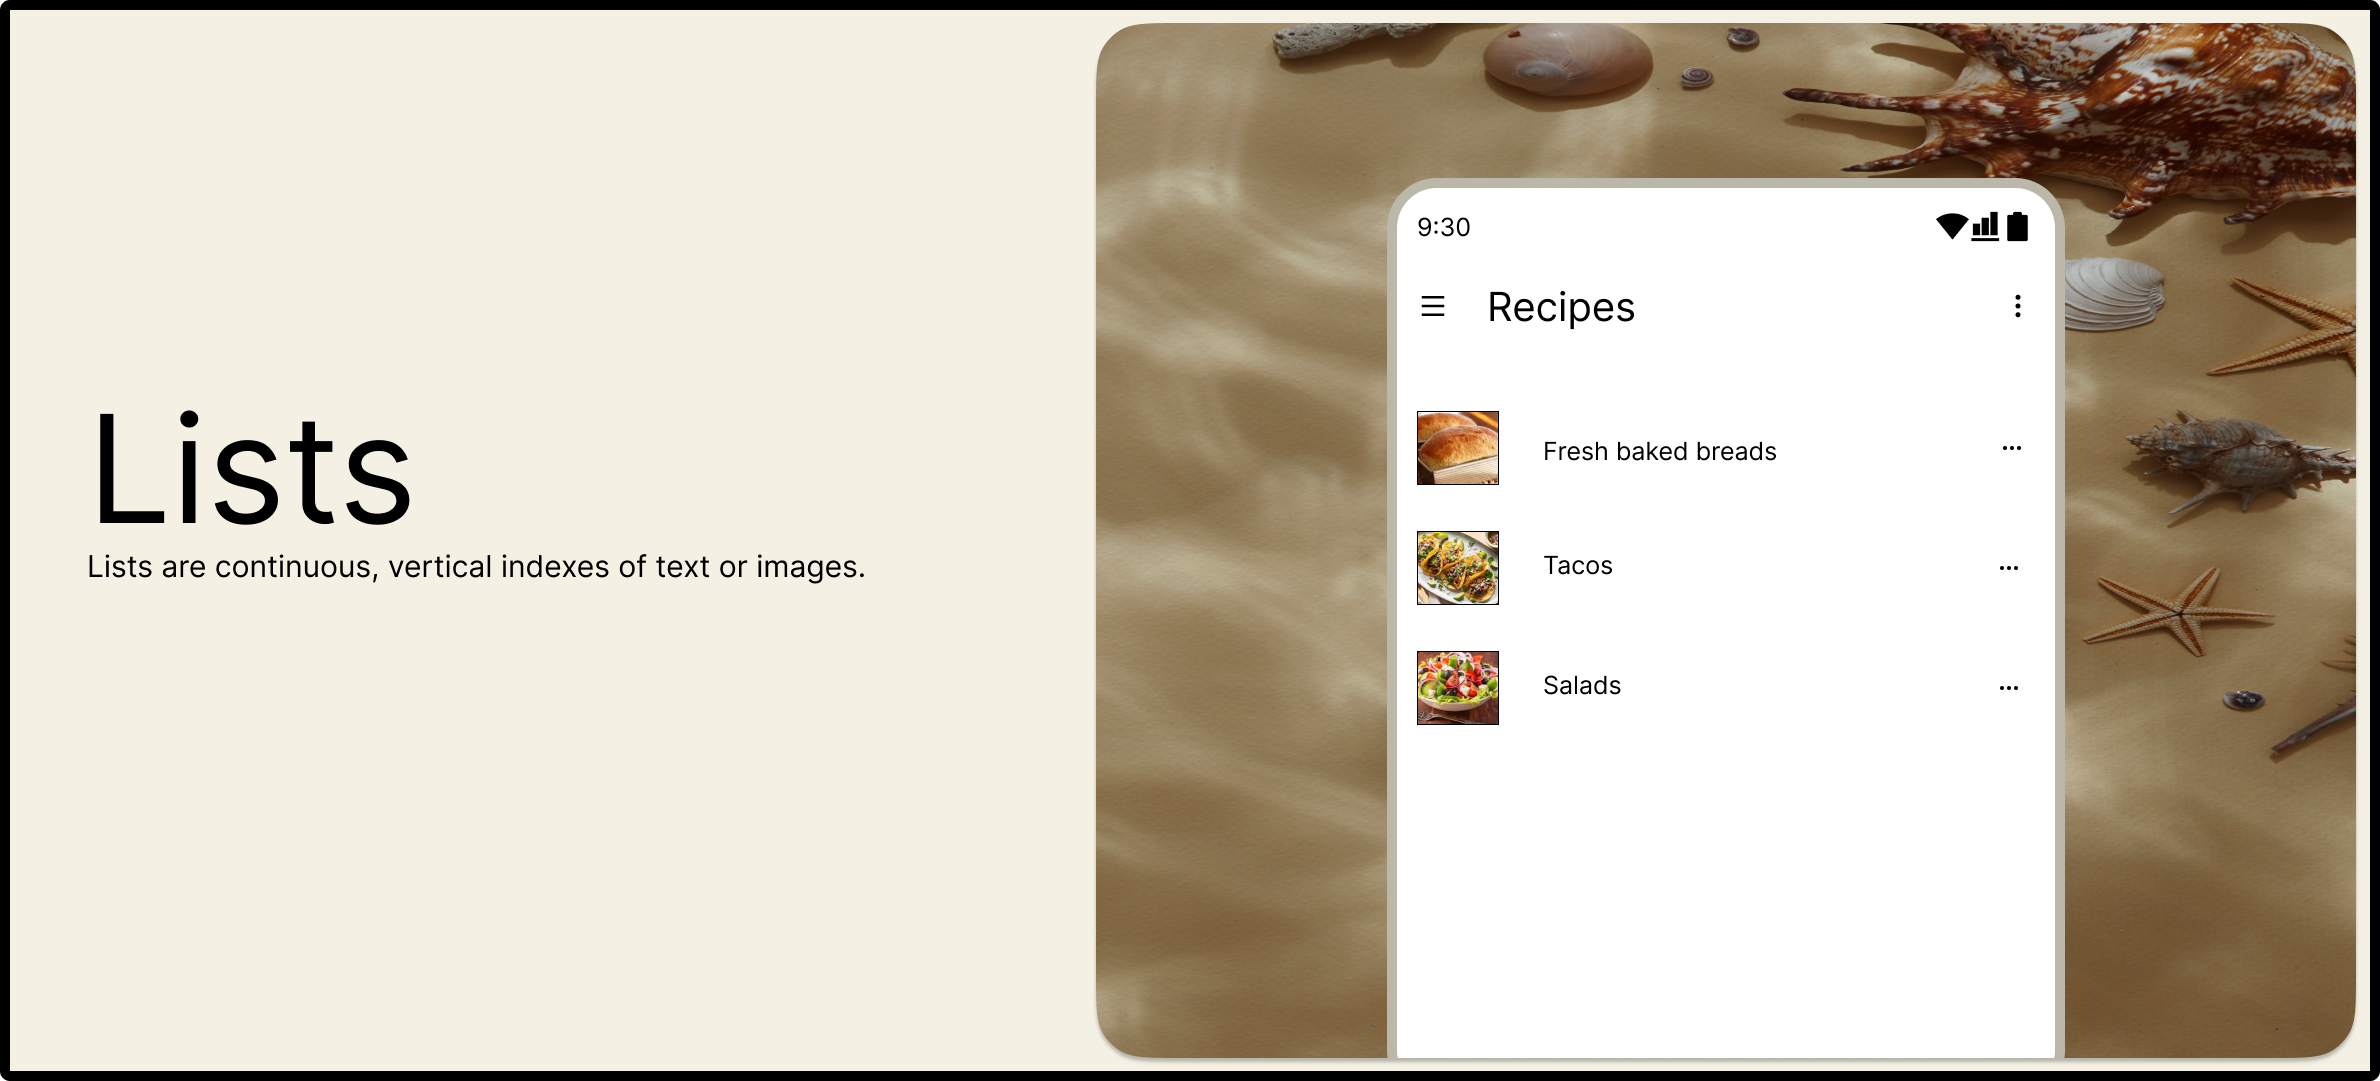 Lists
Lists are continuous, vertical indexes of text or images.
9:30
Recipes
Fresh baked breads
Tacos
Salads